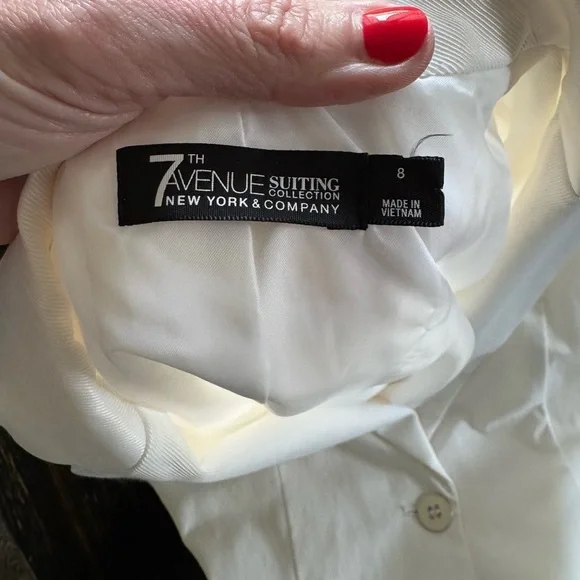 7TH
AVENUE SUITING
COLLECTION
NEW YORK & COMPANY
8
MADE IN
VIETNAM